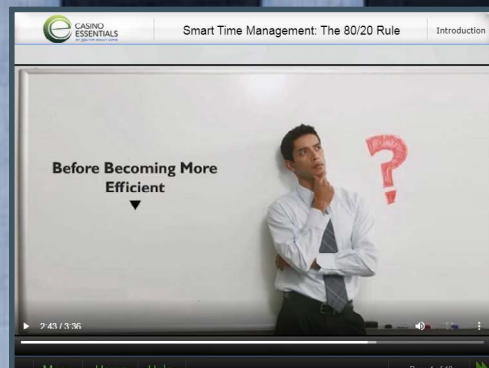 CASINO
ESSENTIALS
Smart Time Management: The 80/20 Rule
Introduction
Before Becoming More
Efficient
?
2:43 / 3:36